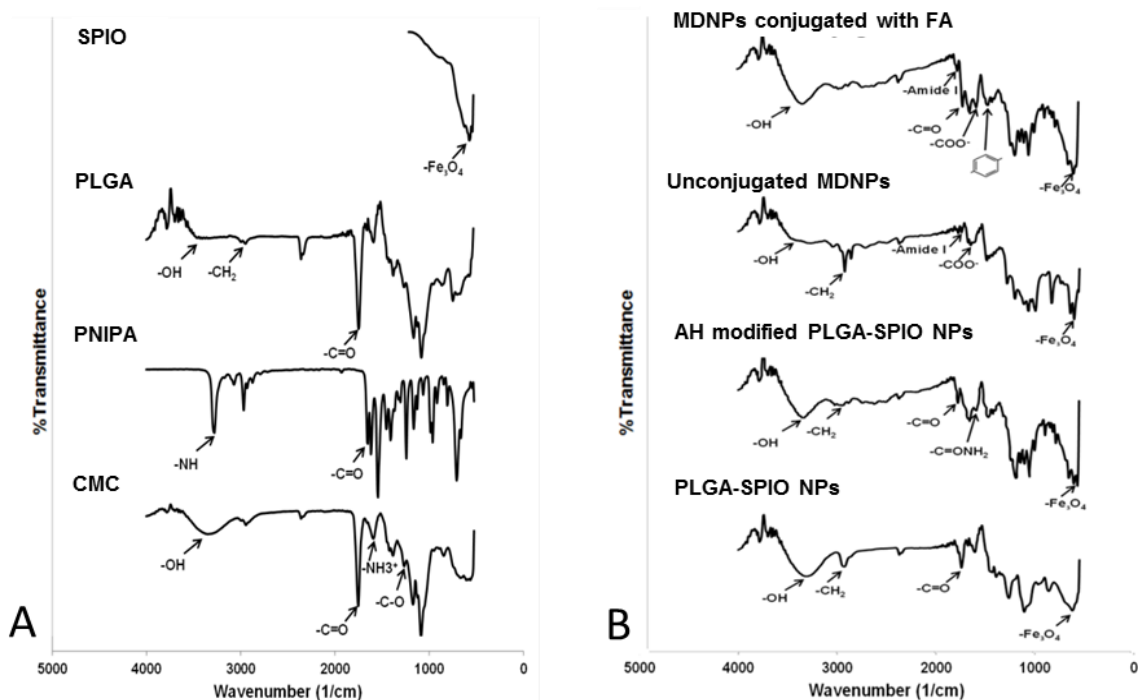 SPIO
-Fe₃O₄
PLGA
-OH
-CH₂
-C=O
PNIPA
-NH
-C=O
CMC
-OH
-NH3⁺
-C-O
-C=O
%Transmittance
A
5000 4000 3000 2000 1000 0
Wavenumber (1/cm)
MDNPs conjugated with FA
-Amide I
-OH
-C=O
-COO⁻
-Fe₃O₄
Unconjugated MDNPs
-OH
-Amide I
-COO⁻
-CH₂
-Fe₃O₄
AH modified PLGA-SPIO NPs
-OH
-CH₂
-C=O
-C=ONH₂
-Fe₃O₄
PLGA-SPIO NPs
-OH
-CH₂
-C=O
-Fe₃O₄
%Transmittance
B
5000 4000 3000 2000 1000 0
Wavenumber (1/cm)